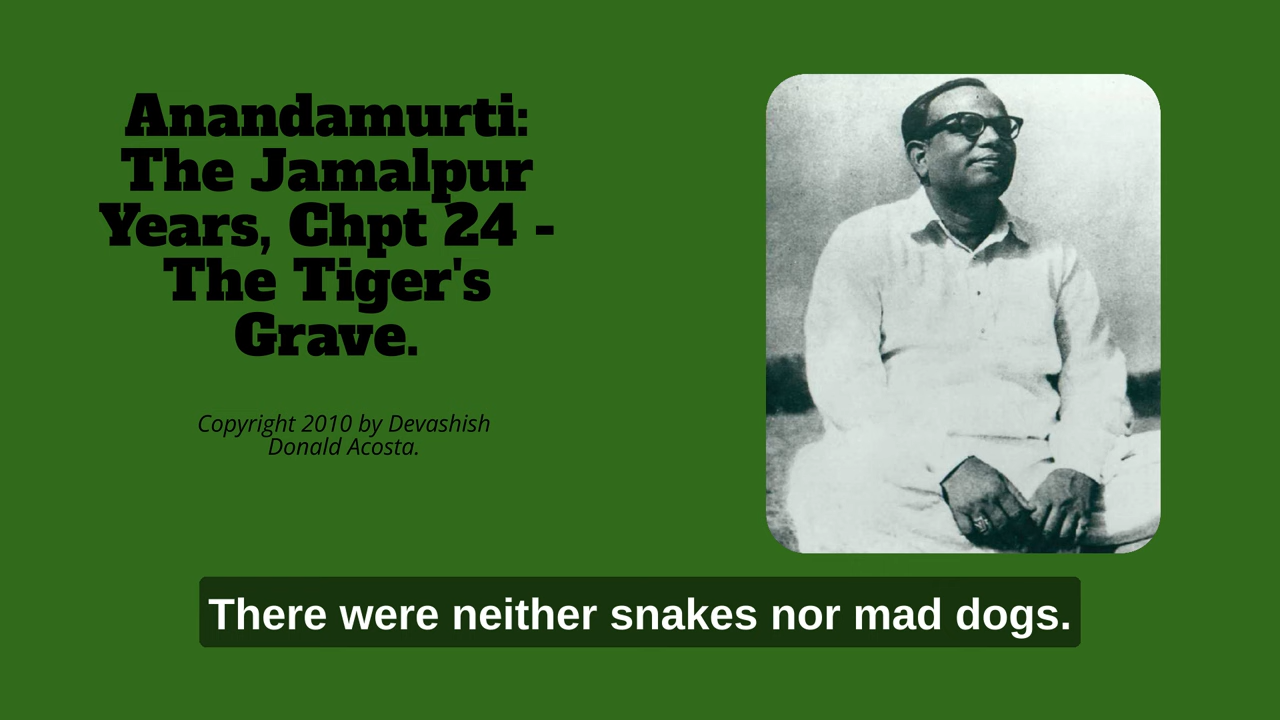 Anandamurti:
The Jamalpur
Years, Chpt 24 -
The Tiger's
Grave.
Copyright 2010 by Devashish
Donald Acosta.
There were neither snakes nor mad dogs.